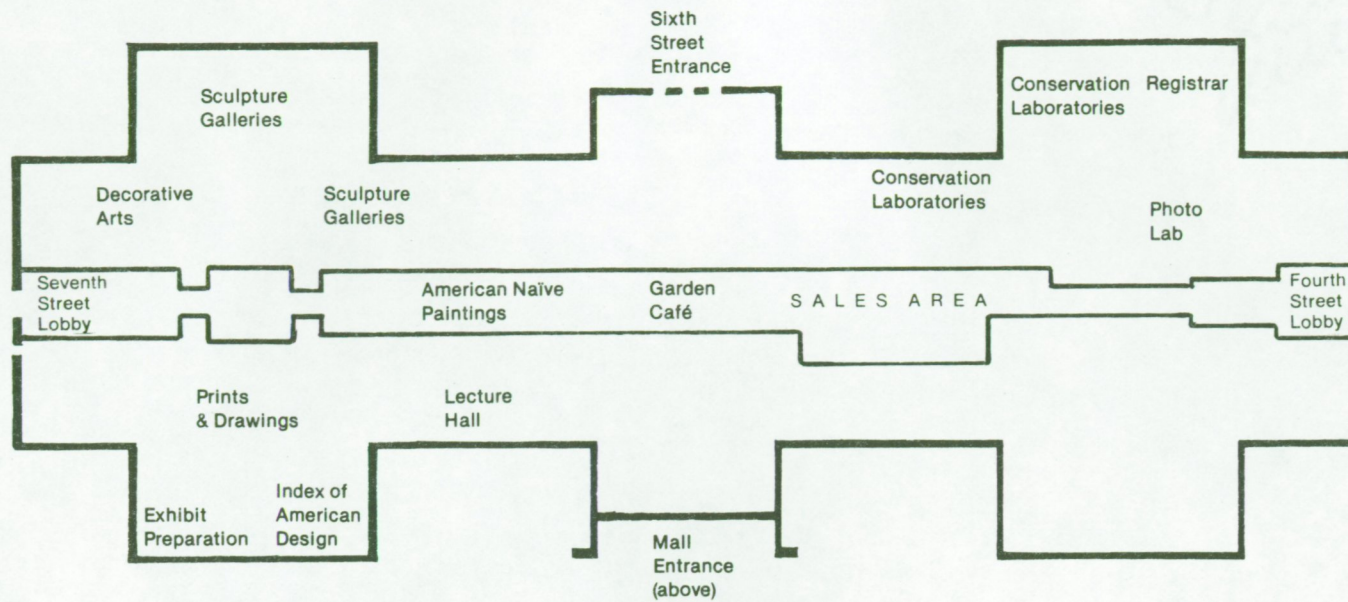 Sixth
Street
Entrance
Sculpture
Galleries
Conservation
Laboratories
Registrar
Decorative
Arts
Sculpture
Galleries
Conservation
Laboratories
Photo
Lab
Seventh
Street
Lobby
American Naïve
Paintings
Garden
Café
SALES AREA
Fourth
Street
Lobby
Prints
& Drawings
Lecture
Hall
Exhibit
Preparation
Index of
American
Design
Mall
Entrance
(above)